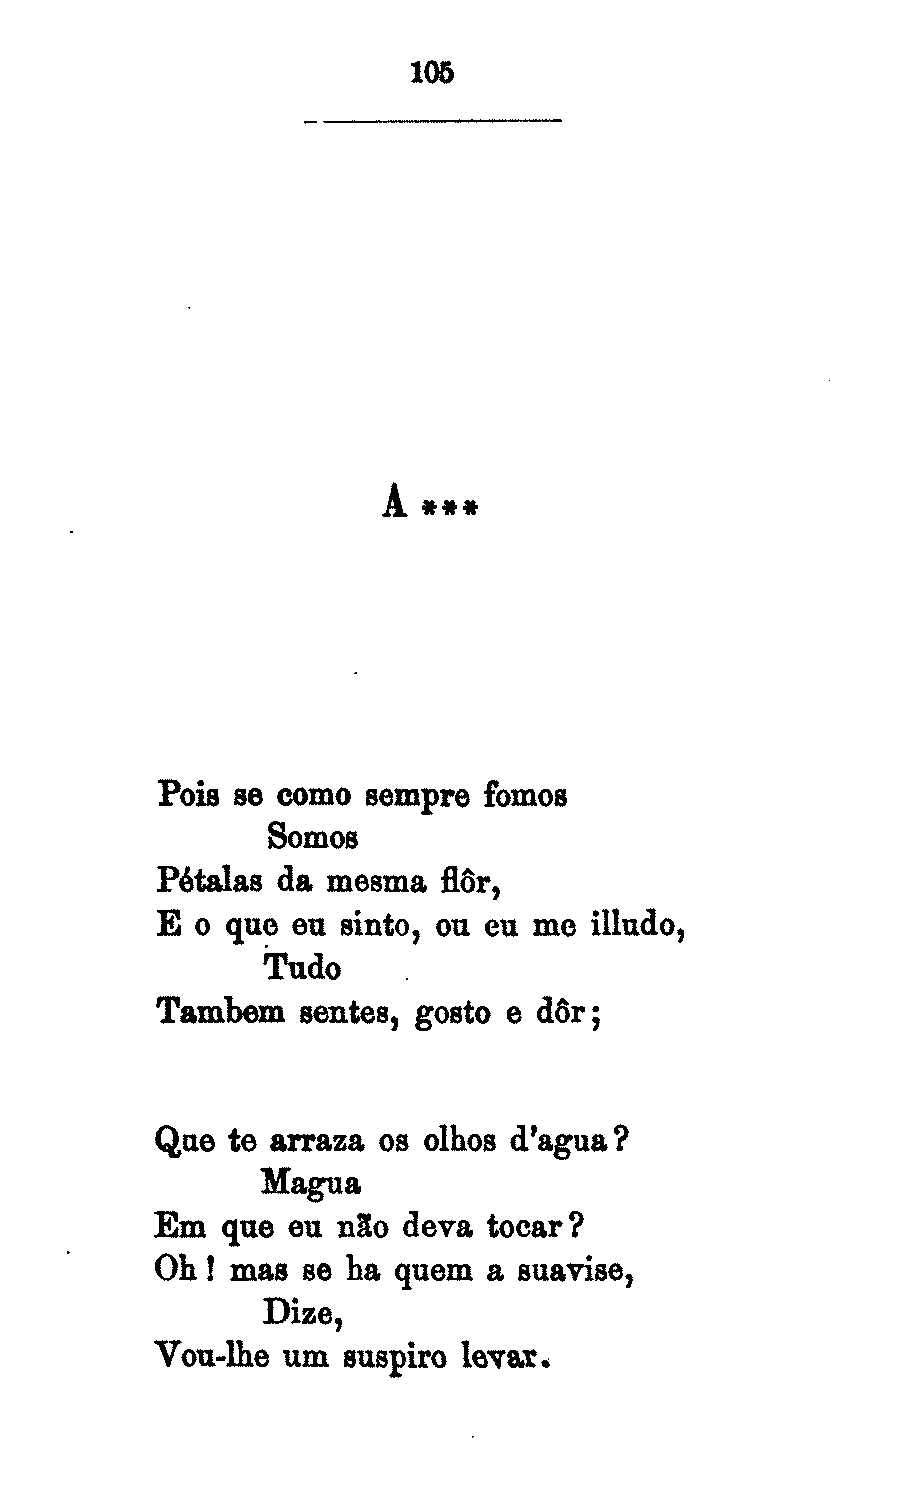 105
A ***
Pois se como sempre fomos
Somos
Pétalas da mesma flôr,
E o que eu sinto, ou eu me illudo,
Tudo
Tambem sentes, gosto e dôr;
Que te arraza os olhos d'agua?
Magua
Em que eu não deva tocar?
Oh! mas se ha quem a suavise,
Dize,
Vou-lhe um suspiro levar.